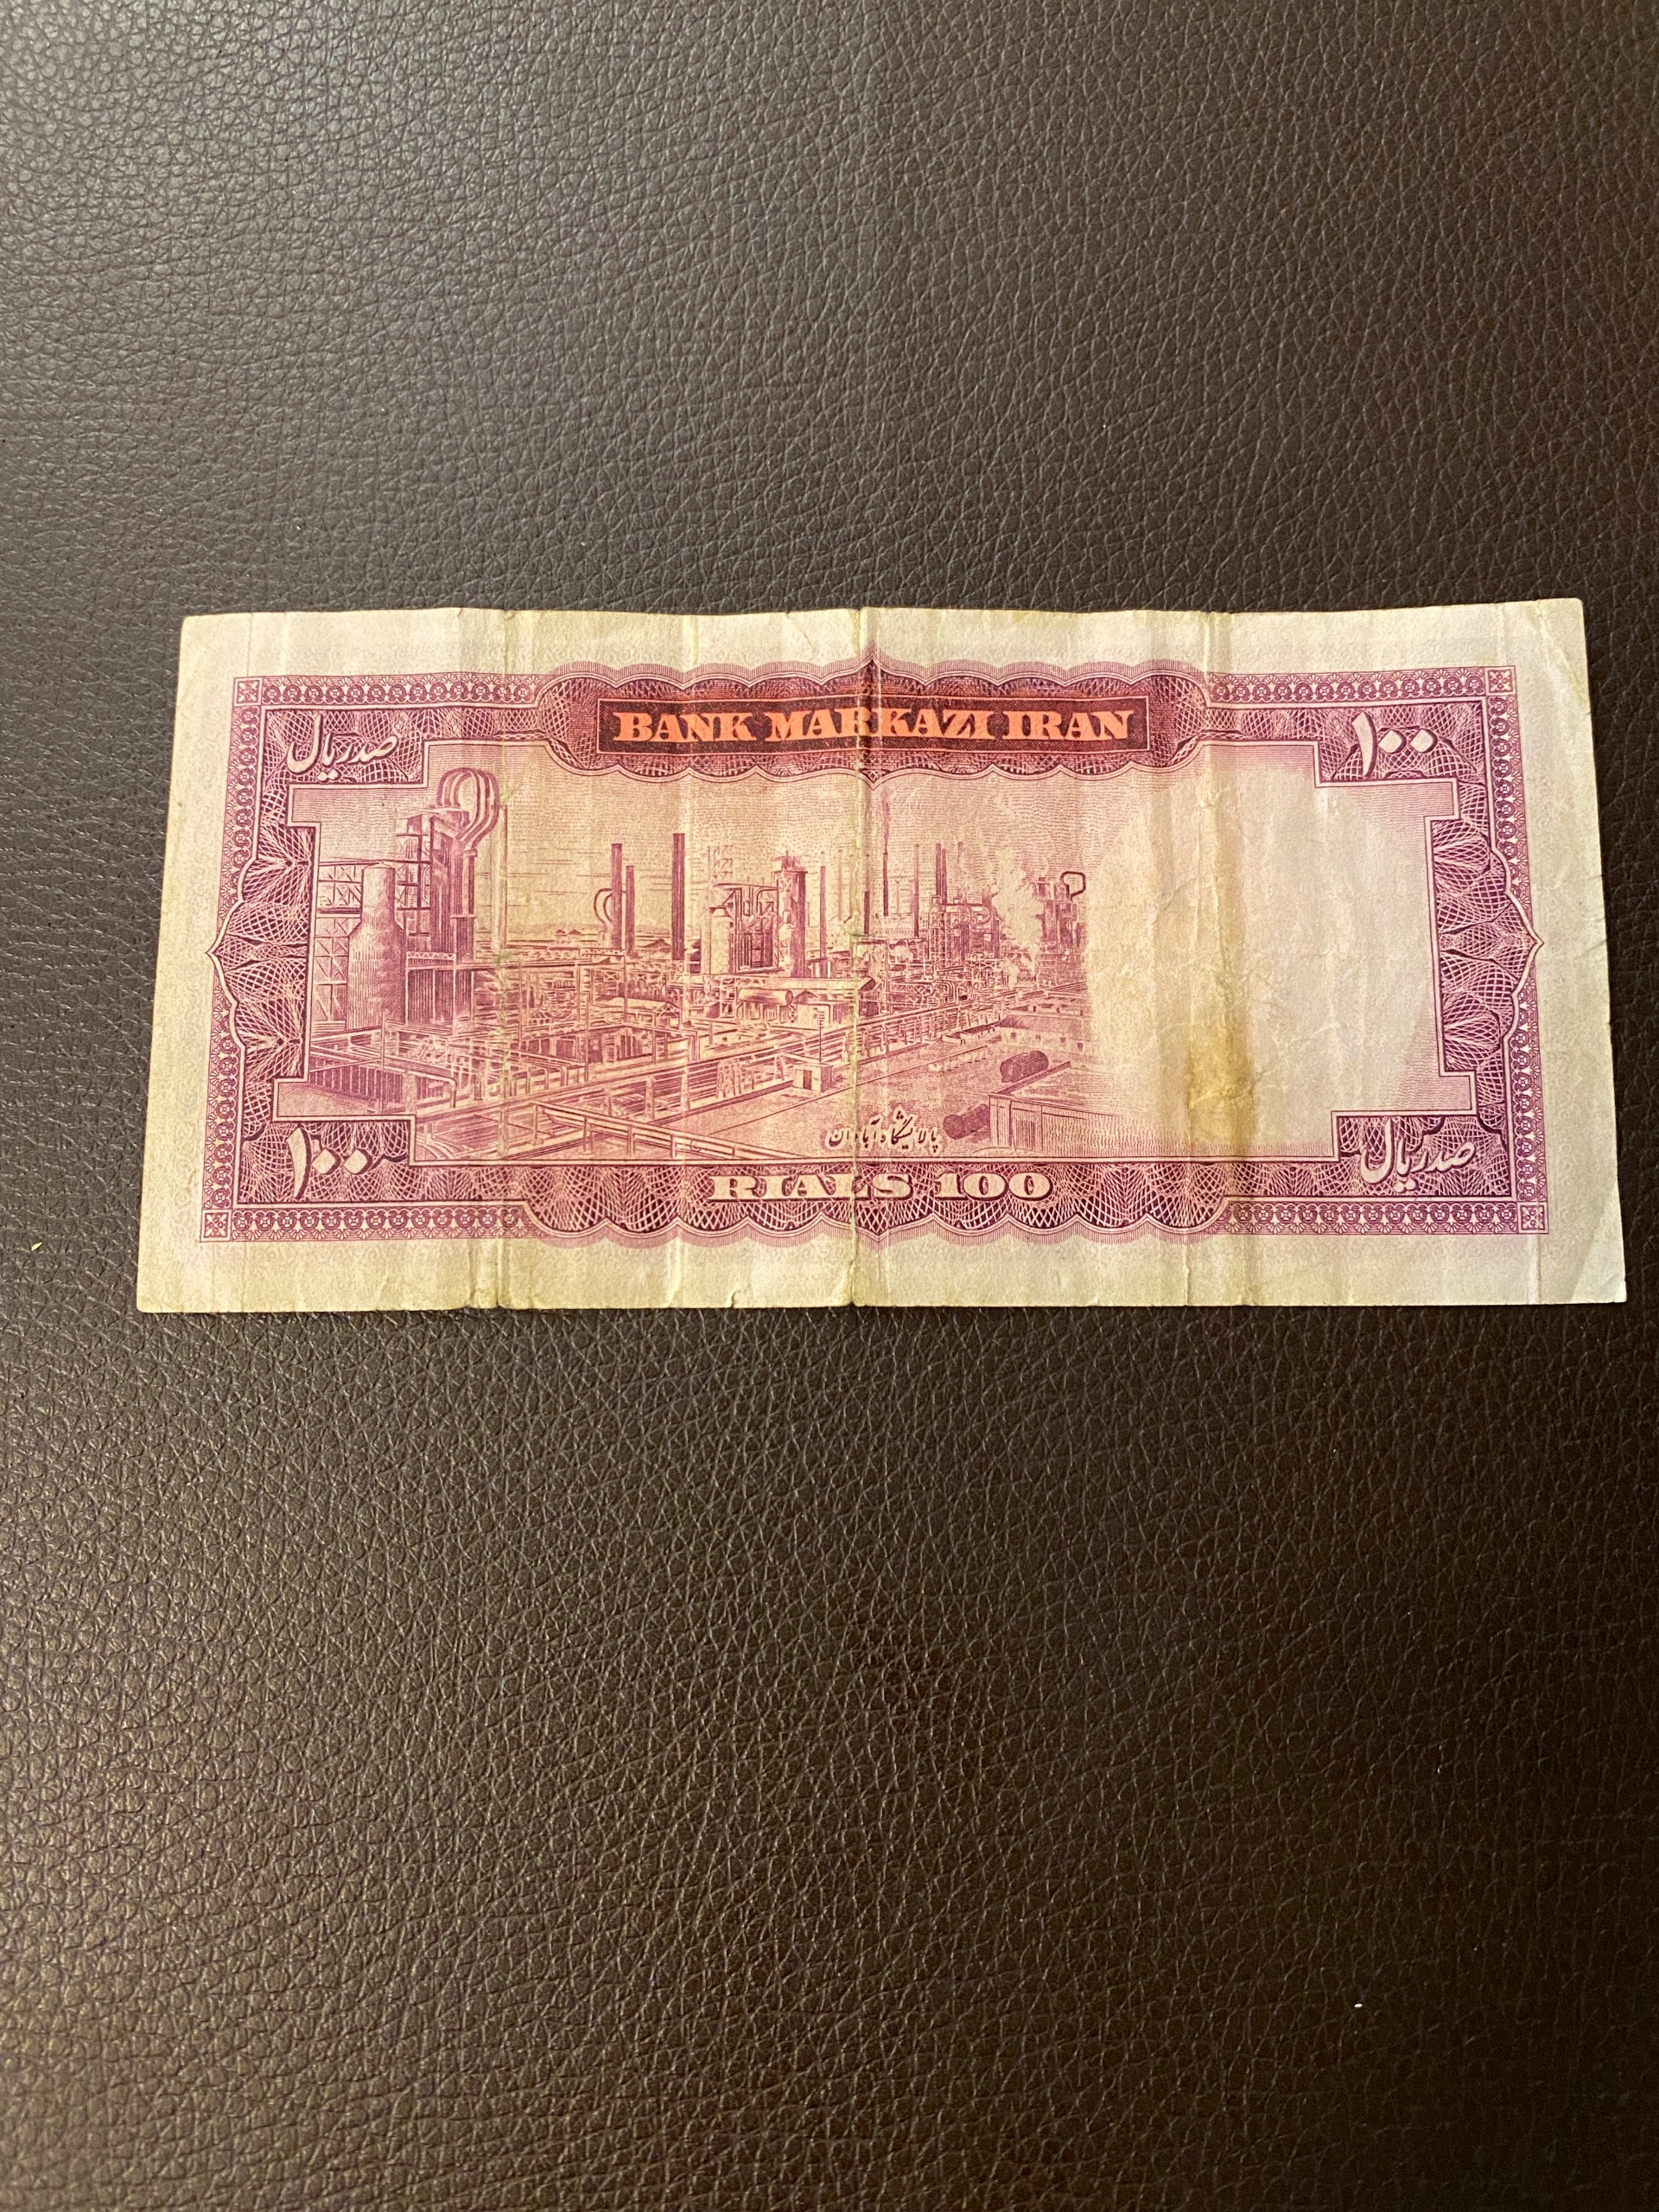 BANK MARKAZI IRAN
صد ریال
۱۰۰
پالایشگاه آبادان
۱۰۰
RIALS 100
صد ریال